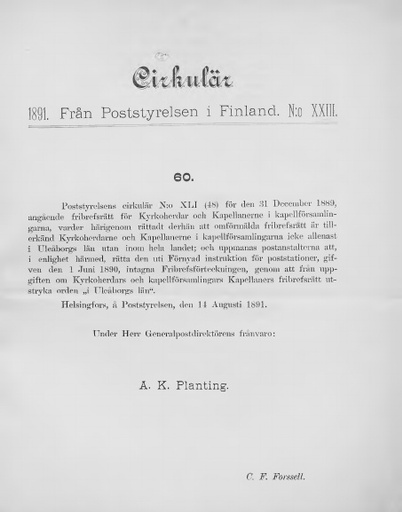 Cirkulär
1891. Från Poststyrelsen i Finland. N:o XXIII.
60.
Poststyrelsens cirkulär N:o XLI (48) för den 31 December 1889,
angående fribrefsrätt för Kyrkoherdar och Kapellanerne i kapellförsamlin-
garna, varder härigenom rättadt derhän att omförmälda fribrefsrätt är till-
erkänd Kyrkoherdarne och Kapellanerne i kapellförsamlingarna icke allenast
i Uleåborgs län utan inom hela landet; och uppmanas postanstalterna att,
i enlighet härmed, rätta den uti Förnyad instruktion för poststationer, gif-
ven den 1 Juni 1890, intagna Fribrefsförteckningen, genom att från upp-
giften om Kyrkoherdars och kapellförsamlingars Kapellaners fribrefsrätt ut-
stryka orden „i Uleåborgs län“.
Helsingfors, å Poststyrelsen, den 14 Augusti 1891.
Under Herr Generalpostdirektörens frånvaro:
A. K. Planting.
C. F. Forssell.